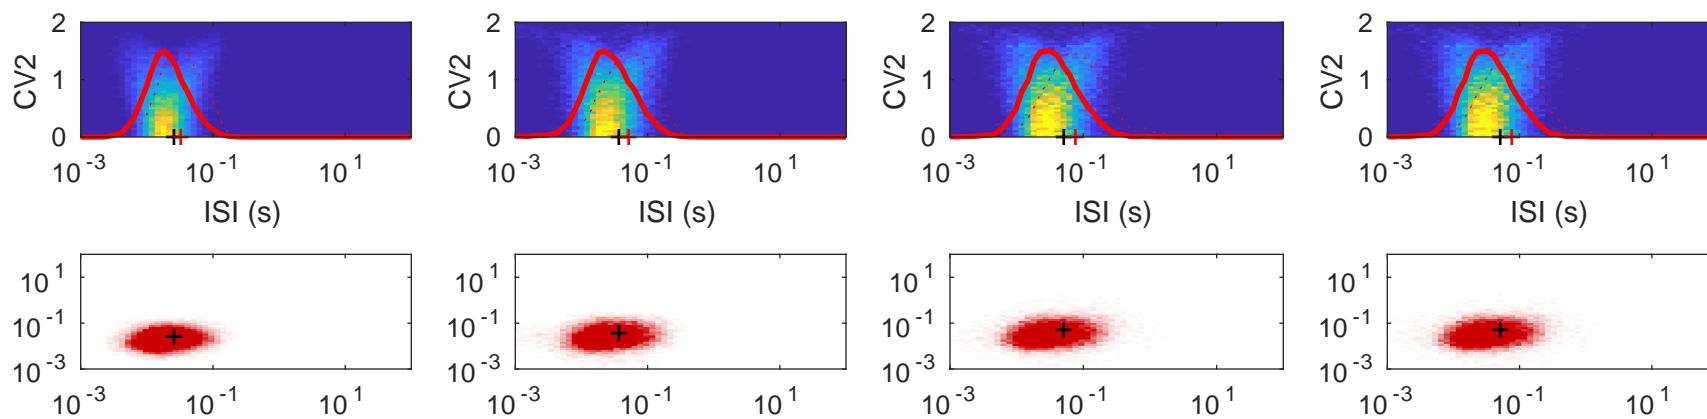 2 2 2 2
CV2 CV2 CV2 CV2
1 1 1 1
0 0 0 0
10^-3 10^-1 10^1 10^-3 10^-1 10^1 10^-3 10^-1 10^1 10^-3 10^-1 10^1
ISI (s) ISI (s) ISI (s) ISI (s)
10^1 10^1 10^1 10^1
10^-1 10^-1 10^-1 10^-1
10^-3 10^-3 10^-3 10^-3
10^-3 10^-1 10^1 10^-3 10^-1 10^1 10^-3 10^-1 10^1 10^-3 10^-1 10^1